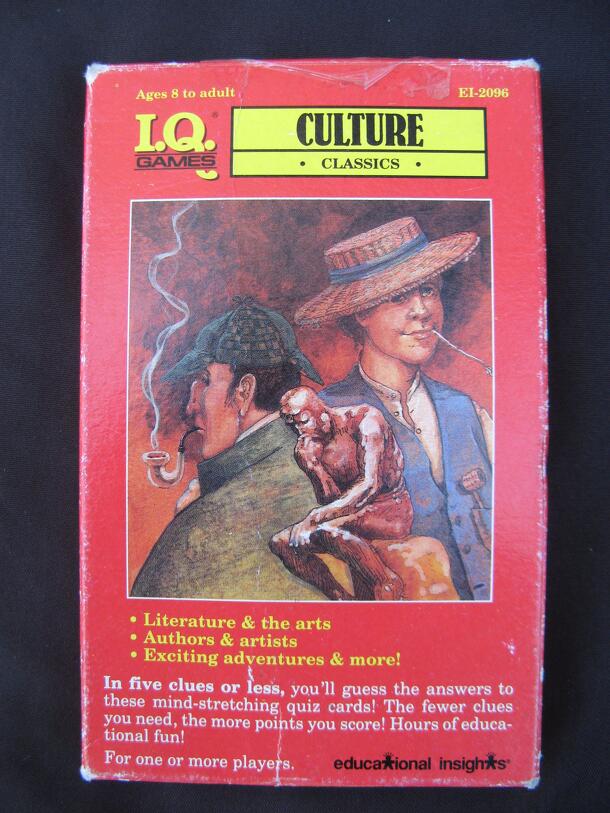 Ages 8 to adult
EI-2096
I.Q.®
GAMES
CULTURE
• CLASSICS •
• Literature & the arts
• Authors & artists
• Exciting adventures & more!
In five clues or less, you'll guess the answers to
these mind-stretching quiz cards! The fewer clues
you need, the more points you score! Hours of educa-
tional fun!
For one or more players.
educational insights®